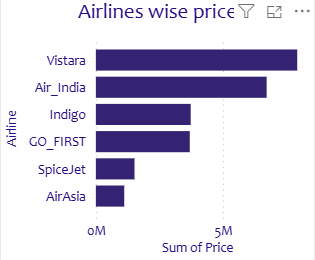 Airlines wise price
Vistara
Air_India
Indigo
GO_FIRST
SpiceJet
AirAsia
Airline
0M
5M
Sum of Price